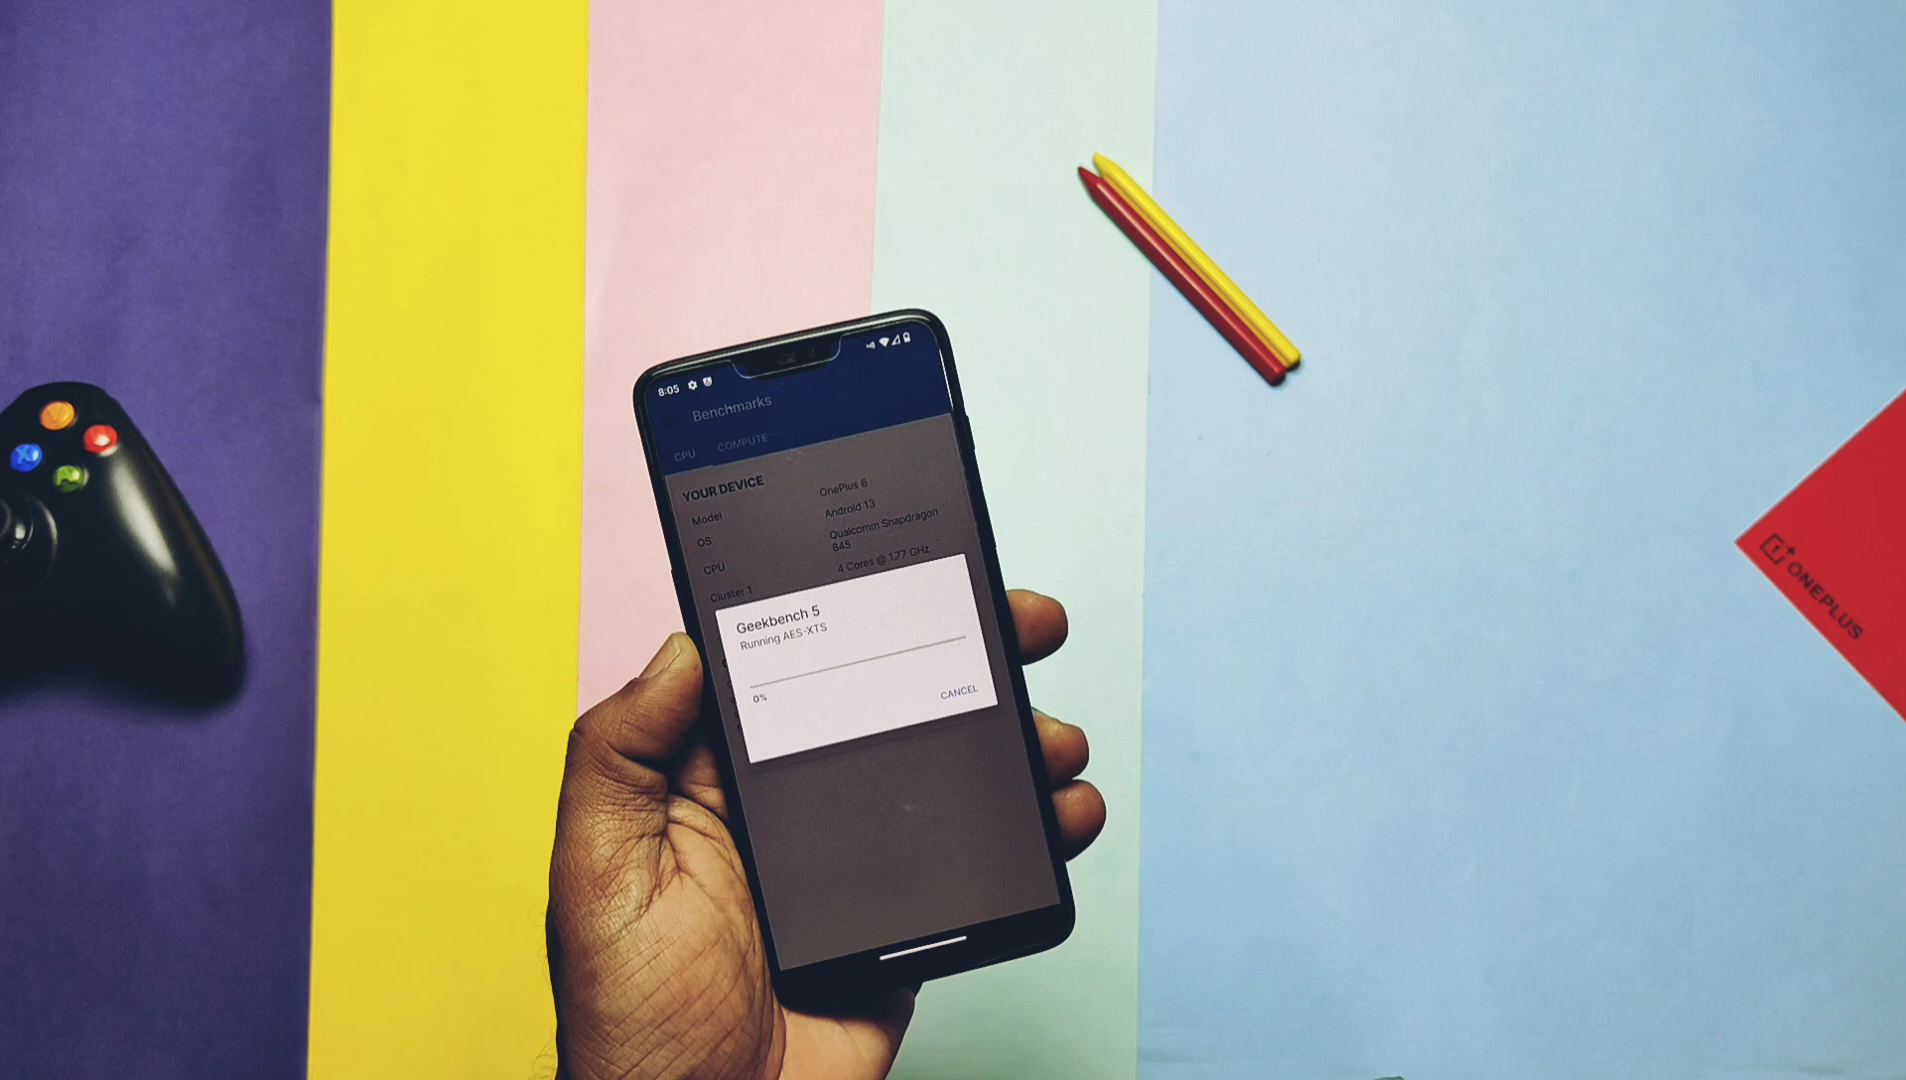 8:05
Benchmarks
CPU COMPUTE
YOUR DEVICE
Model OnePlus 6
OS Android 13
CPU Qualcomm Snapdragon
845
Cluster 1 4 Cores @ 1.77 GHz
Geekbench 5
Running AES-XTS
0%
CANCEL
Y
X
B
A
1+ ONEPLUS